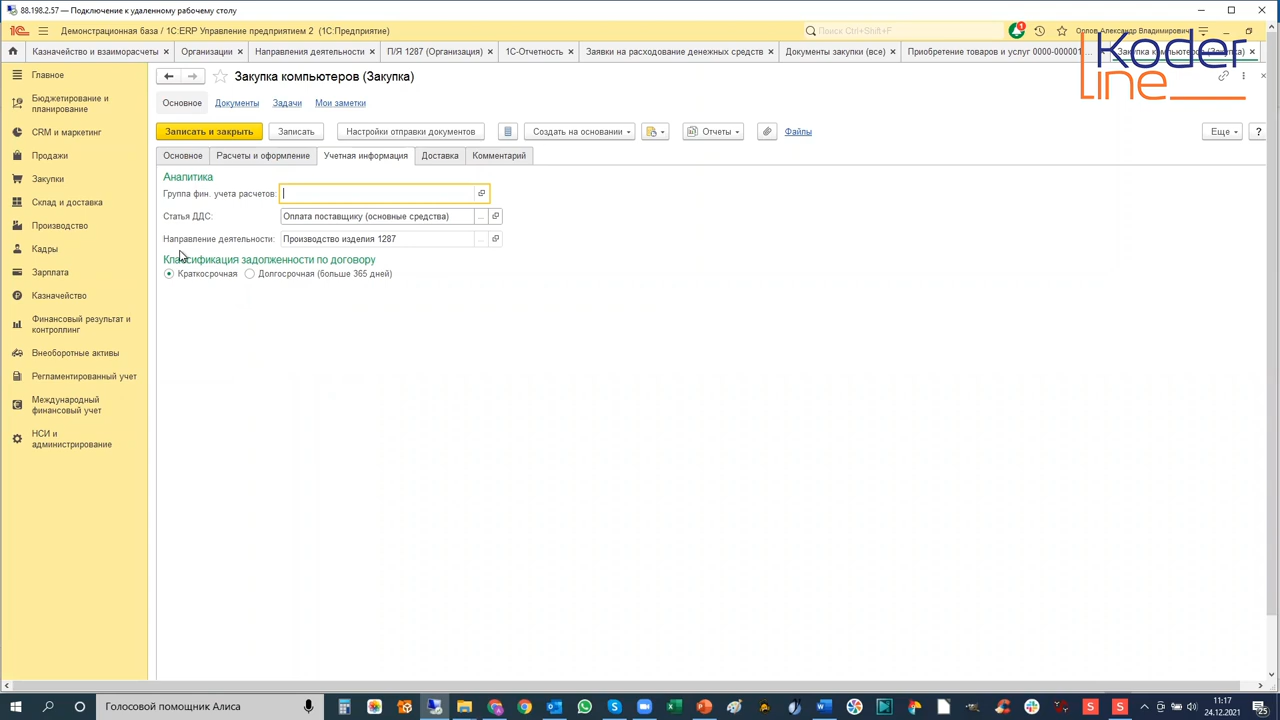 88.198.2.57 — Подключение к удаленному рабочему столу
Демонстрационная база / 1С:ERP Управление предприятием 2 (1С:Предприятие)
Поиск Ctrl+Shift+F
1
Орлов Александр Владимирович
Казначейство и взаиморасчеты
Организации
Направления деятельности
П/Я 1287 (Организация)
1С-Отчетность
Заявки на расходование денежных средств
Документы закупки (все)
Приобретение товаров и услуг 0000-000001...
Закупка компьютеров (Закупка)
Koder
Line
Главное
Бюджетирование и
планирование
CRM и маркетинг
Продажи
Закупки
Склад и доставка
Производство
Кадры
Зарплата
Казначейство
Финансовый результат и
контроллинг
Внеоборотные активы
Регламентированный учет
Международный
финансовый учет
НСИ и
администрирование
Закупка компьютеров (Закупка)
Основное Документы Задачи Мои заметки
Записать и закрыть Записать Настройки отправки документов Создать на основании Отчеты Файлы Еще ?
Основное Расчеты и оформление Учетная информация Доставка Комментарий
Аналитика
Группа фин. учета расчетов:
Статья ДДС: Оплата поставщику (основные средства) ...
Направление деятельности: Производство изделия 1287 ...
Классификация задолженности по договору
Краткосрочная Долгосрочная (больше 365 дней)
Голосовой помощник Алиса
11:17
24.12.2021